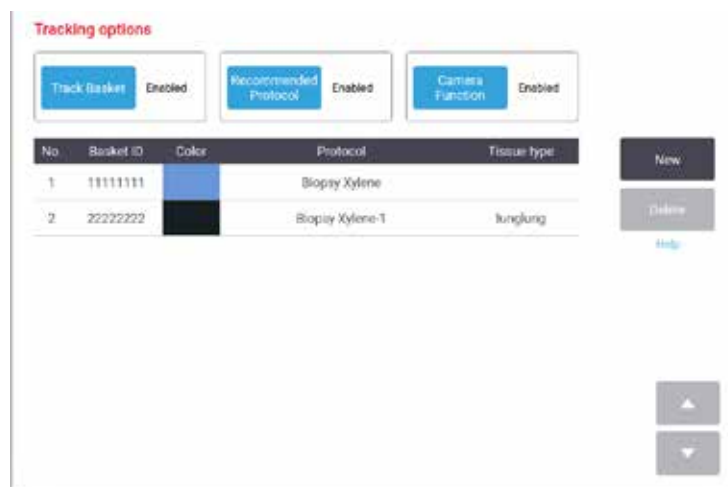 Tracking options
Track Basket Enabled
Recommended Protocol Enabled
Camera Function Enabled
No. Basket ID Color Protocol Tissue type
1 11111111 Biopsy Xylene
2 22222222 Biopsy Xylene-1 lunglung
New
Delete
Help